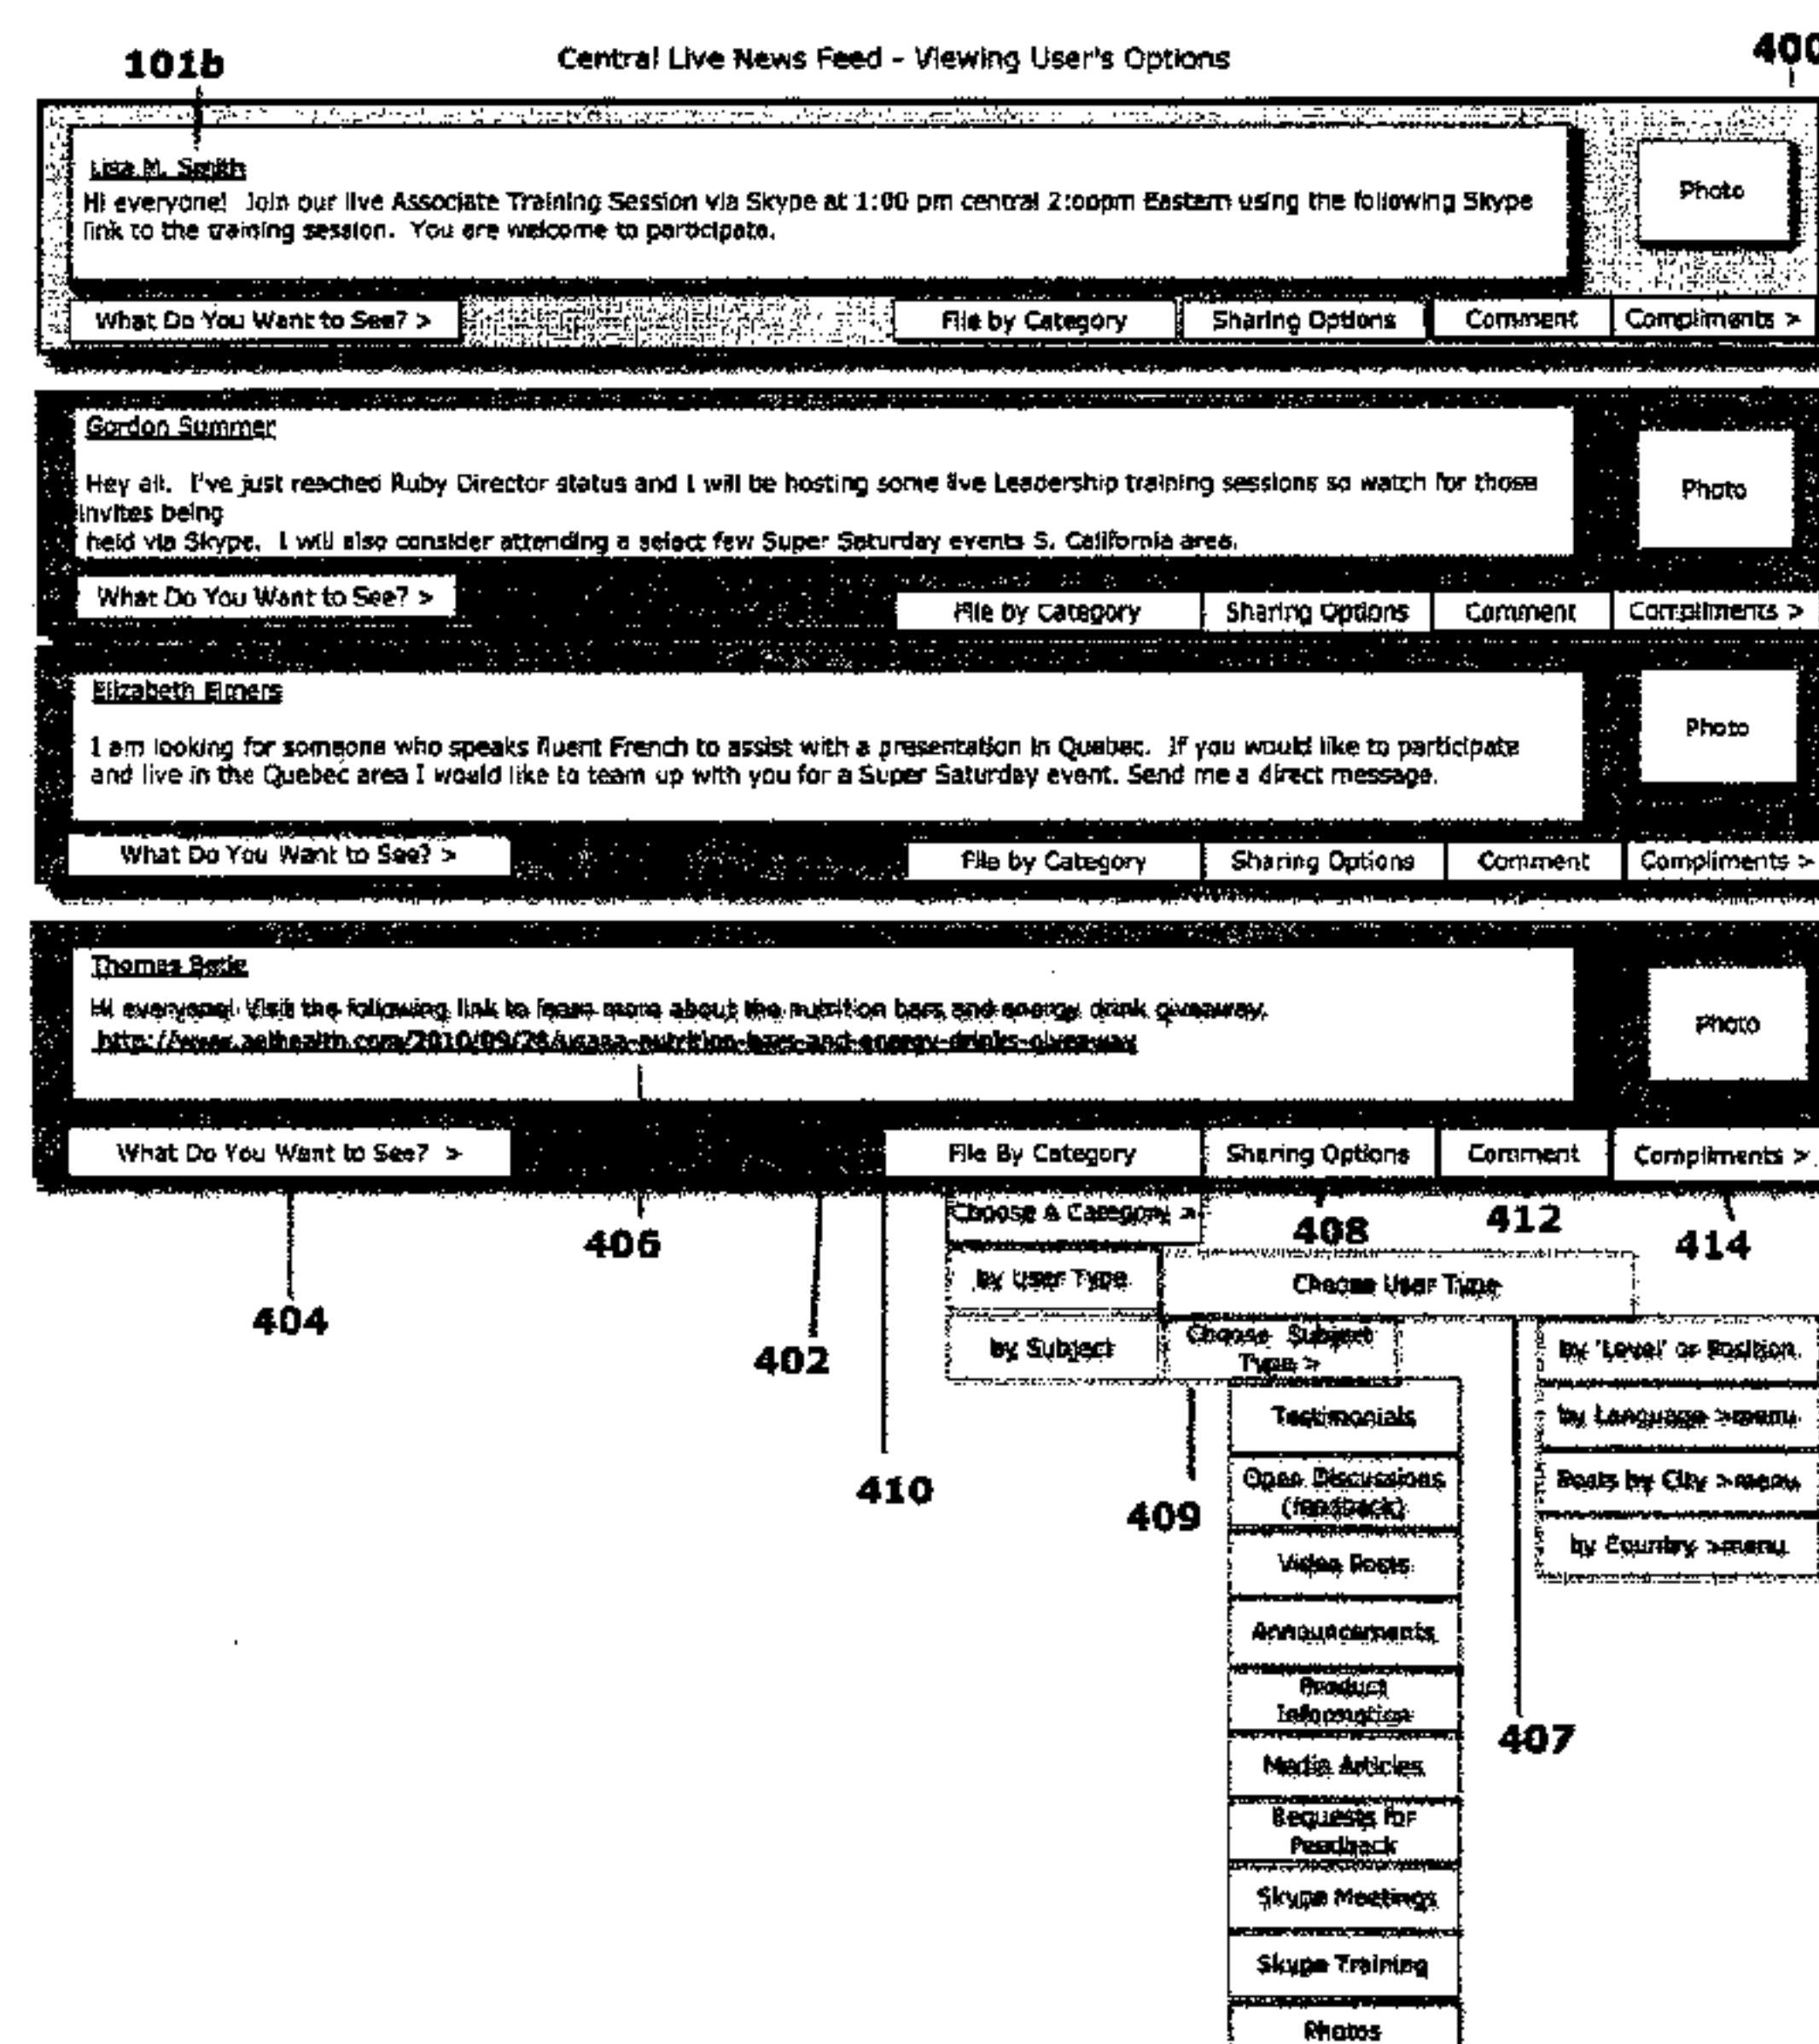 101b
Central Live News Feed - Viewing User's Options
400
Lisa M. Smith
Hi everyone! Join our live Associate Training Session via Skype at 1:00 pm central 2:oopm Eastern using the following Skype
link to the training session. You are welcome to participate.
Photo
What Do You Want to See? >
File by Category
Sharing Options
Comment
Compliments >
Gordon Summer
Hey all. I've just reached Ruby Director status and I will be hosting some live Leadership training sessions so watch for those
invites being
held via Skype. I will also consider attending a select few Super Saturday events S. California area.
Photo
What Do You Want to See? >
File by Category
Sharing Options
Comment
Compliments >
Elizabeth Elmers
I am looking for someone who speaks fluent French to assist with a presentation in Quebec. If you would like to participate
and live in the Quebec area I would like to team up with you for a Super Saturday event. Send me a direct message.
Photo
What Do You Want to See? >
File by Category
Sharing Options
Comment
Compliments >
Thomas
Hi everyone! Visit the following link to learn more about the nutrition bars and energy drink giveaway.
Photo
What Do You Want to See? >
File By Category
Sharing Options
Comment
Compliments >
404
406
402
410
408
412
414
Choose A Category >
by User Type
Choose User Type
by Subject
Choose Subject
Type >
409
407
by 'Level' or Position
by Language >menu
Posts by City >menu
by Country >menu
Testimonials
Open Discussions
(feedback)
Video Posts
Announcements
Product
Information
Media Articles
Requests for
Feedback
Skype Meetings
Skype Training
Photos